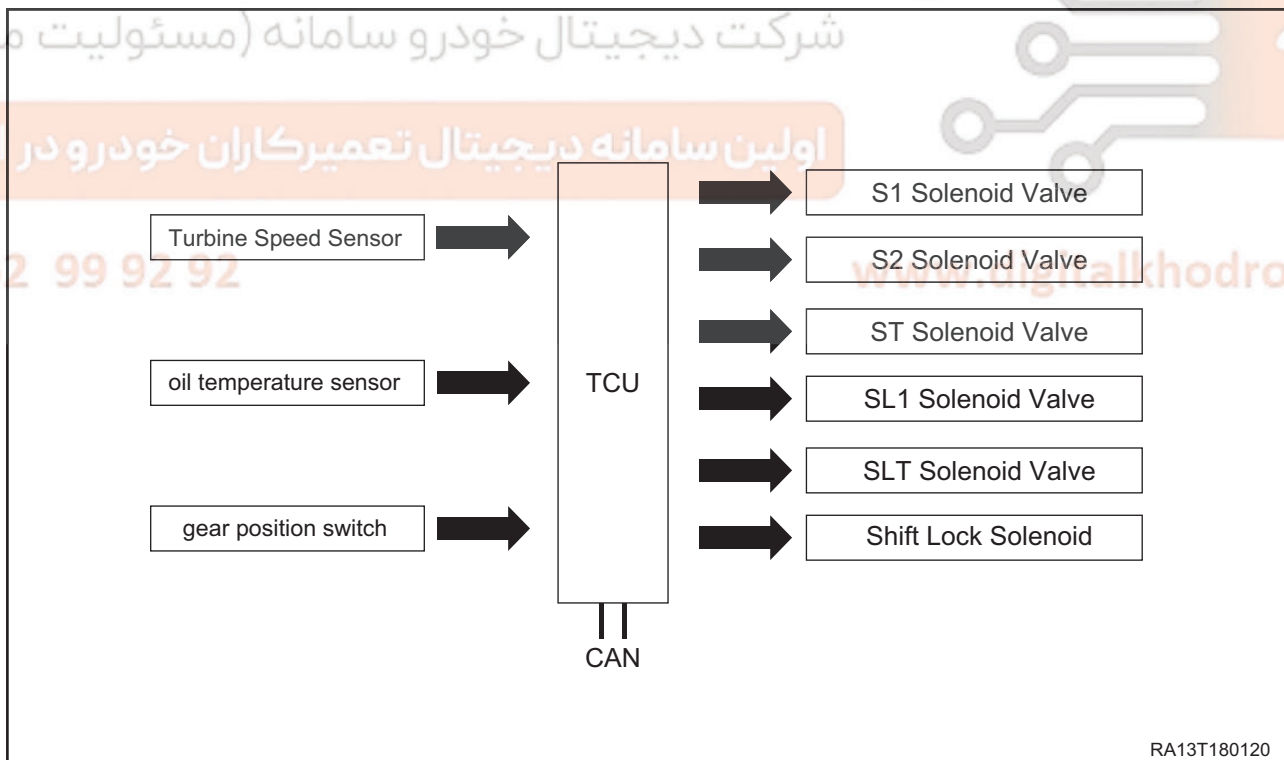 شرکت دیجیتال خودرو سامانه (مسئولیت
اولین سامانه دیجیتال تعمیرکاران خودرو در
S1 Solenoid Valve
Turbine Speed Sensor
S2 Solenoid Valve
2 99 92 92
www.digitalkhodro
ST Solenoid Valve
oil temperature sensor
TCU
SL1 Solenoid Valve
SLT Solenoid Valve
gear position switch
Shift Lock Solenoid
CAN
RA13T180120